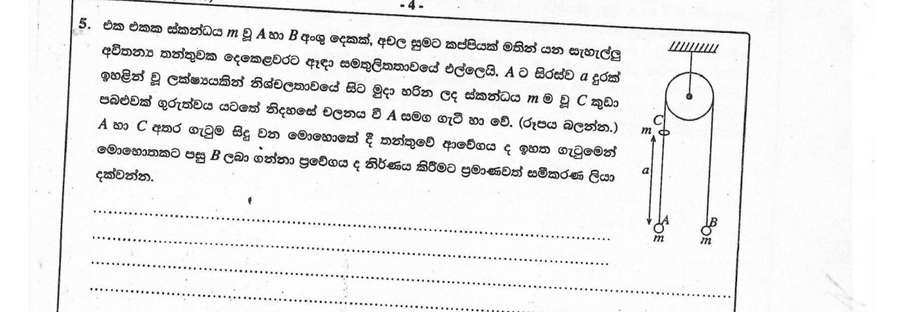 - 4 -
5. එක එකක ස්කන්ධය m වූ A හා B අංශු දෙකක්, අචල සුමට කප්පියක් මතින් යන සැහැල්ලු
අවිතන්‍ය තන්තුවක දෙකෙළවරට ඈඳා සමතුලිතතාවයේ එල්ලෙයි. A ට සිරස්ව a දුරක්
ඉහළින් වූ ලක්ෂ්‍යයකින් නිශ්චලතාවයේ සිට මුදා හරින ලද ස්කන්ධය m ම වූ C කුඩා
පබළුවක් ගුරුත්වය යටතේ නිදහසේ චලනය වී A සමග ගැටී හා වේ. (රූපය බලන්න.)
A හා C අතර ගැටුම සිදු වන මොහොතේ දී තන්තුවේ ආවේගය ද ඉහත ගැටුමෙන්
මොහොතකට පසු B ලබා ගන්නා ප්‍රවේගය ද නිර්ණය කිරීමට ප්‍රමාණවත් සමීකරණ ලියා
දක්වන්න.
C
m
a
A
m
B
m